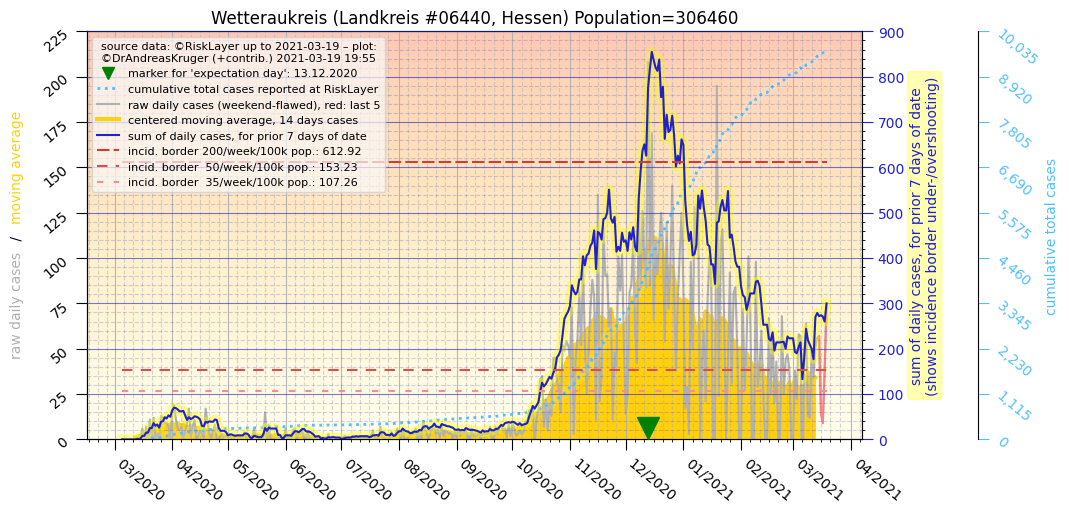 Wetteraukreis (Landkreis #06440, Hessen) Population=306460
source data: ©RiskLayer up to 2021-03-19 – plot:
©DrAndreasKruger (+contrib.) 2021-03-19 19:55
marker for 'expectation day': 13.12.2020
cumulative total cases reported at RiskLayer
raw daily cases (weekend-flawed), red: last 5
centered moving average, 14 days cases
sum of daily cases, for prior 7 days of date
incid. border 200/week/100k pop.: 612.92
incid. border  50/week/100k pop.: 153.23
incid. border  35/week/100k pop.: 107.26
raw daily cases / moving average
225
200
175
150
125
100
75
50
25
0
03/2020
04/2020
05/2020
06/2020
07/2020
08/2020
09/2020
10/2020
11/2020
12/2020
01/2021
02/2021
03/2021
04/2021
900
800
700
600
500
400
300
200
100
0
sum of daily cases, for prior 7 days of date
(shows incidence border under-/overshooting)
10,035
8,920
7,805
6,690
5,575
4,460
3,345
2,230
1,115
0
cumulative total cases